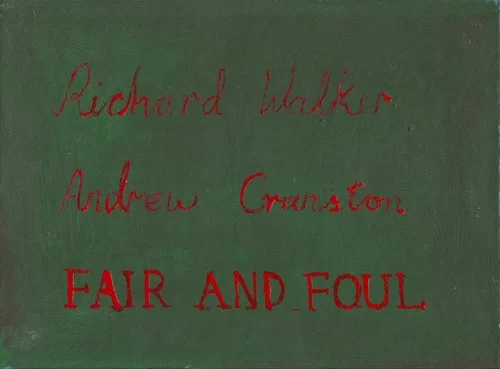 Richard Walker
Andrew Cranston
FAIR AND FOUL